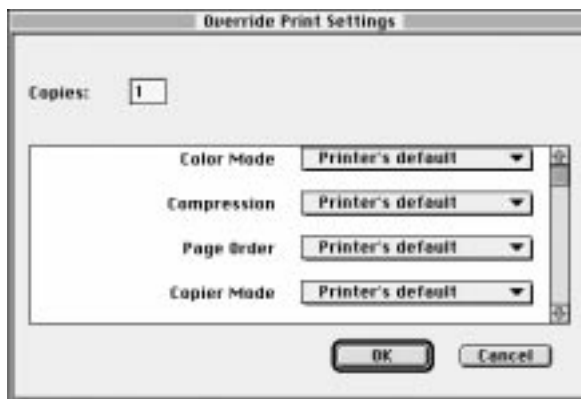 Override Print Settings
Copies: 1
Color Mode Printer's default
Compression Printer's default
Page Order Printer's default
Copier Mode Printer's default
OK Cancel